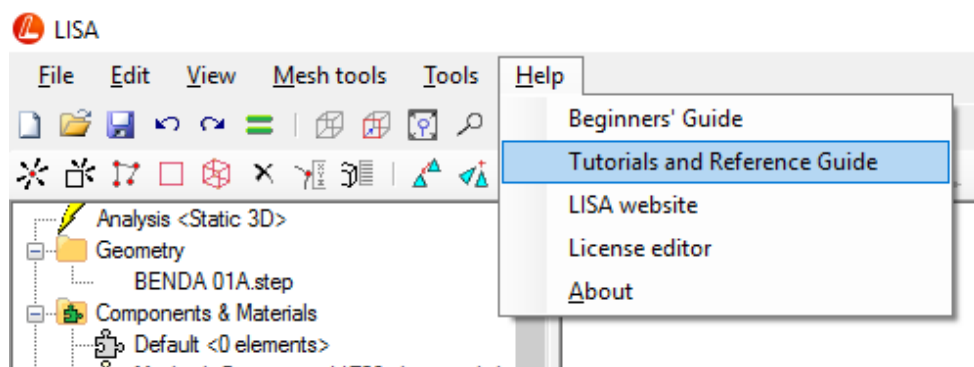 LISA
File Edit View Mesh tools Tools Help
Beginners' Guide
Tutorials and Reference Guide
LISA website
License editor
About
Analysis <Static 3D>
Geometry
BENDA 01A.step
Components & Materials
Default <0 elements>